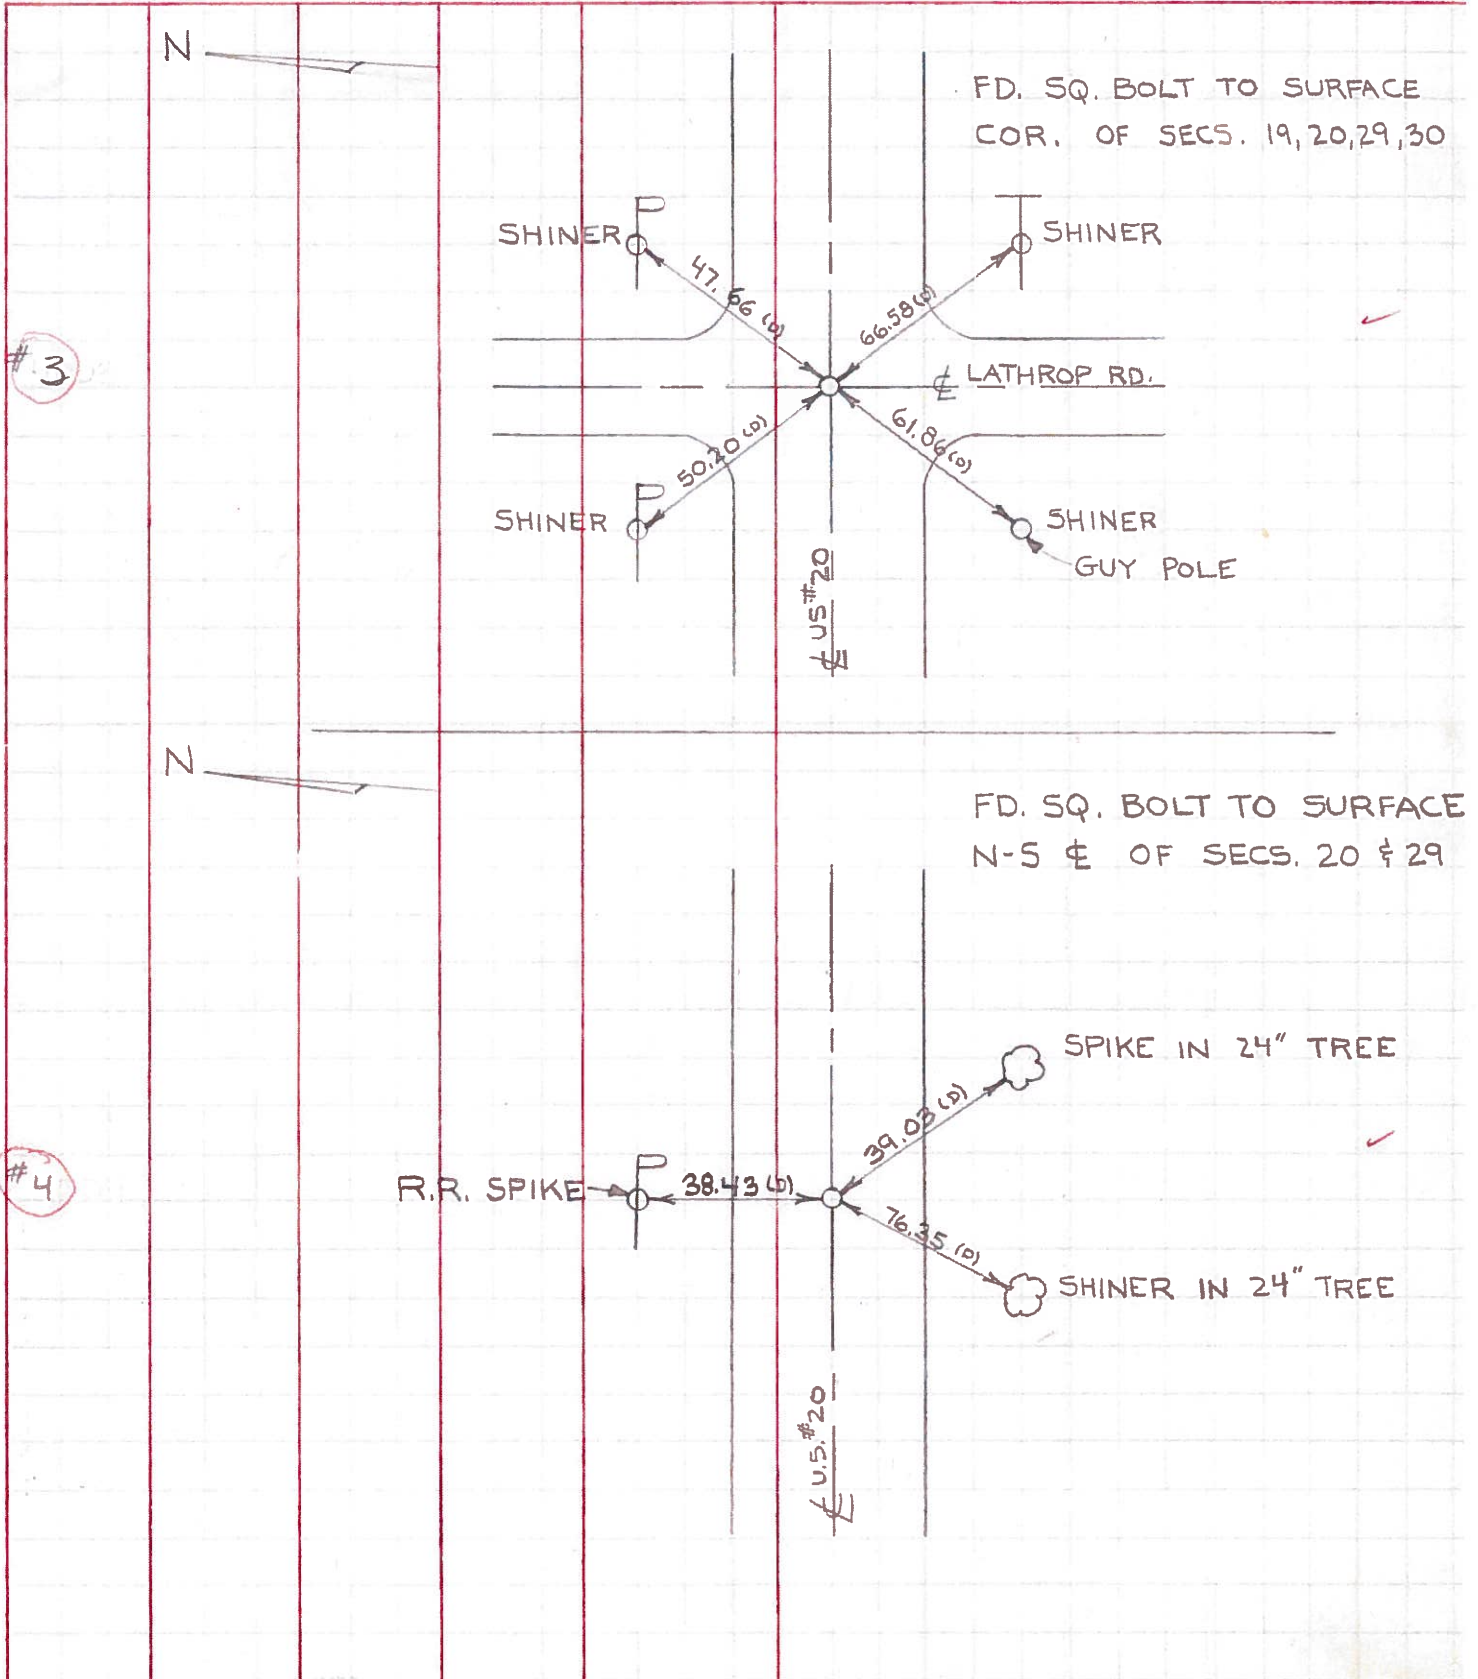 N
FD. SQ. BOLT TO SURFACE
COR. OF SECS. 19,20,29,30
SHINER
SHINER
47.66 (D)
66.58 (D)
# 3
℄ LATHROP RD.
50.20 (D)
61.86 (D)
SHINER
SHINER
GUY POLE
℄ US #20
N
FD. SQ. BOLT TO SURFACE
N-S ℄ OF SECS. 20 & 29
SPIKE IN 24" TREE
39.03 (D)
# 4
R.R. SPIKE
38.43 (D)
76.35 (D)
SHINER IN 24" TREE
℄ U.S. #20